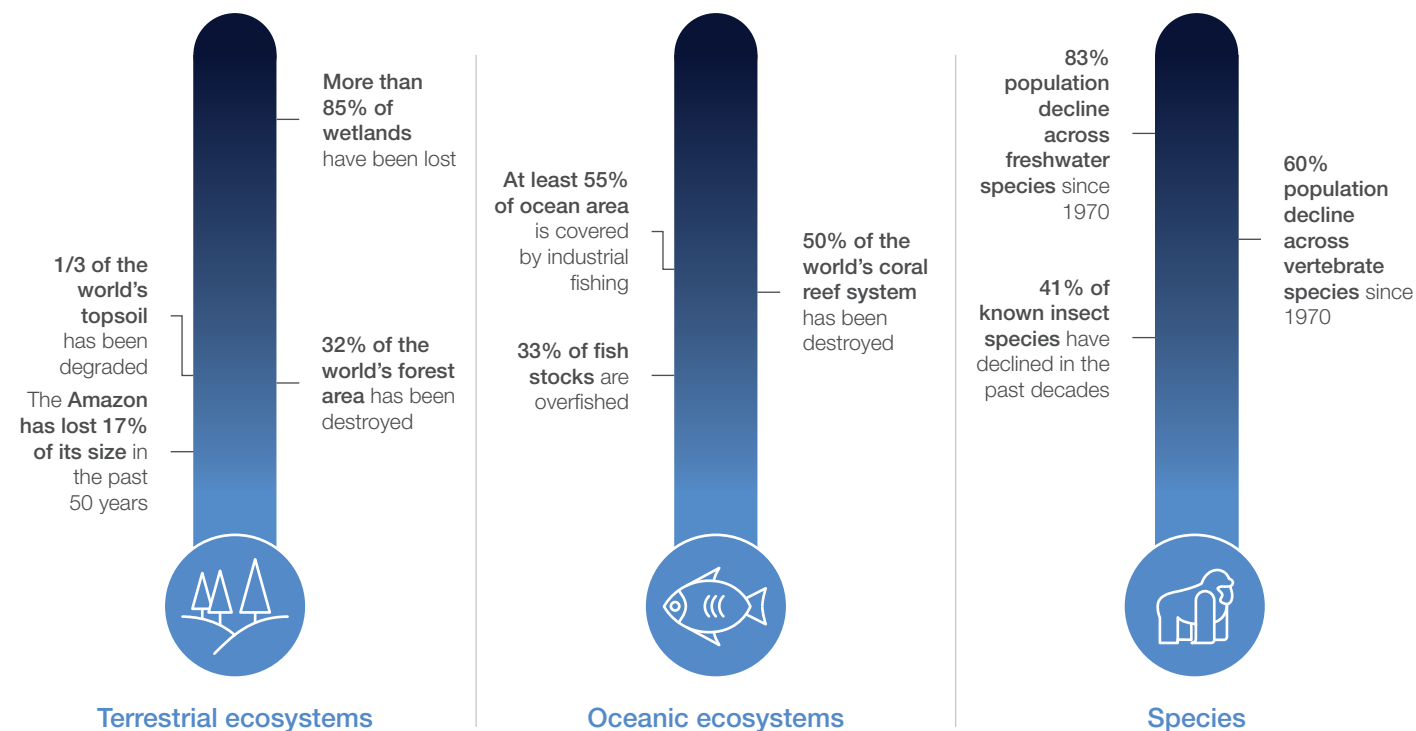 More than
85% of
wetlands
have been lost
1/3 of the
world's
topsoil
has been
degraded
32% of the
world's forest
area has been
destroyed
The Amazon
has lost 17%
of its size in
the past
50 years
Terrestrial ecosystems
At least 55%
of ocean area
is covered
by industrial
fishing
50% of the
world's coral
reef system
has been
destroyed
33% of fish
stocks are
overfished
Oceanic ecosystems
83%
population
decline
across
freshwater
species since
1970
60%
population
decline
across
vertebrate
species since
1970
41% of
known insect
species have
declined in the
past decades
Species